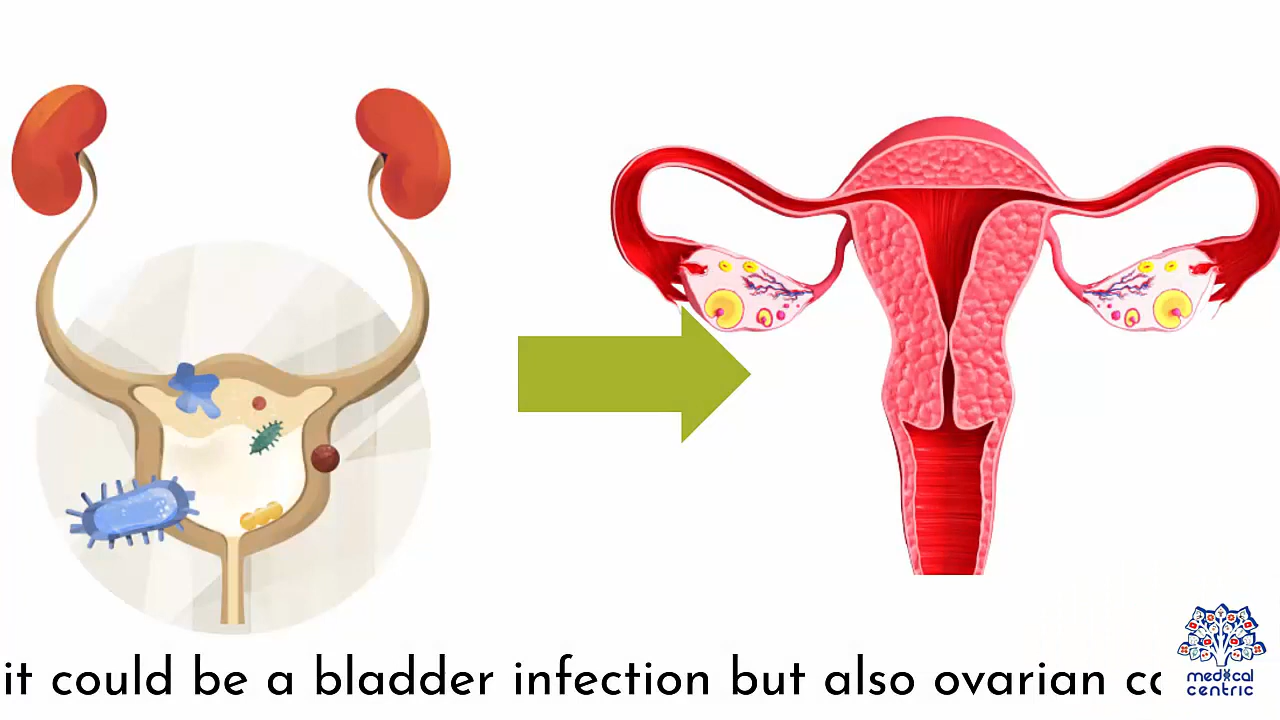 it could be a bladder infection but also ovarian
medical
centric